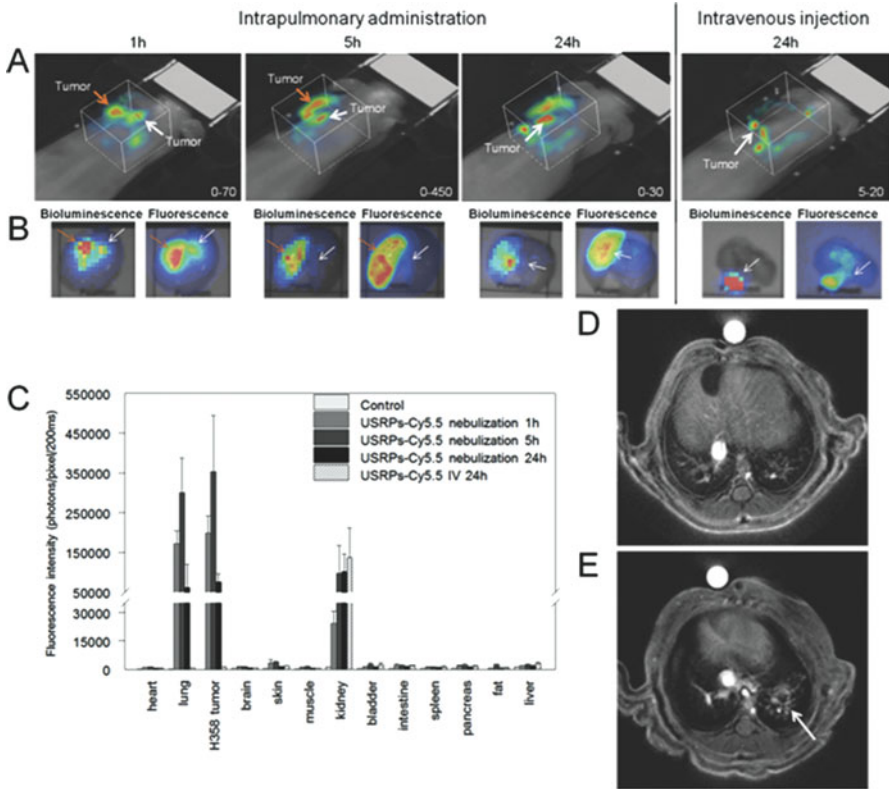 Intrapulmonary administration
Intravenous injection
1h
5h
24h
24h
A
Tumor
Tumor
0-70
Tumor
Tumor
0-450
Tumor
0-30
Tumor
5-20
B
Bioluminescence
Fluorescence
Bioluminescence
Fluorescence
Bioluminescence
Fluorescence
Bioluminescence
Fluorescence
C
Fluorescence intensity (photons/pixel/200ms)
550000
450000
350000
250000
150000
50000
30000
15000
0
Control
USRPs-Cy5.5 nebulization 1h
USRPs-Cy5.5 nebulization 5h
USRPs-Cy5.5 nebulization 24h
USRPs-Cy5.5 IV 24h
heart
lung
H358 tumor
brain
skin
muscle
kidney
bladder
intestine
spleen
pancreas
fat
liver
D
E